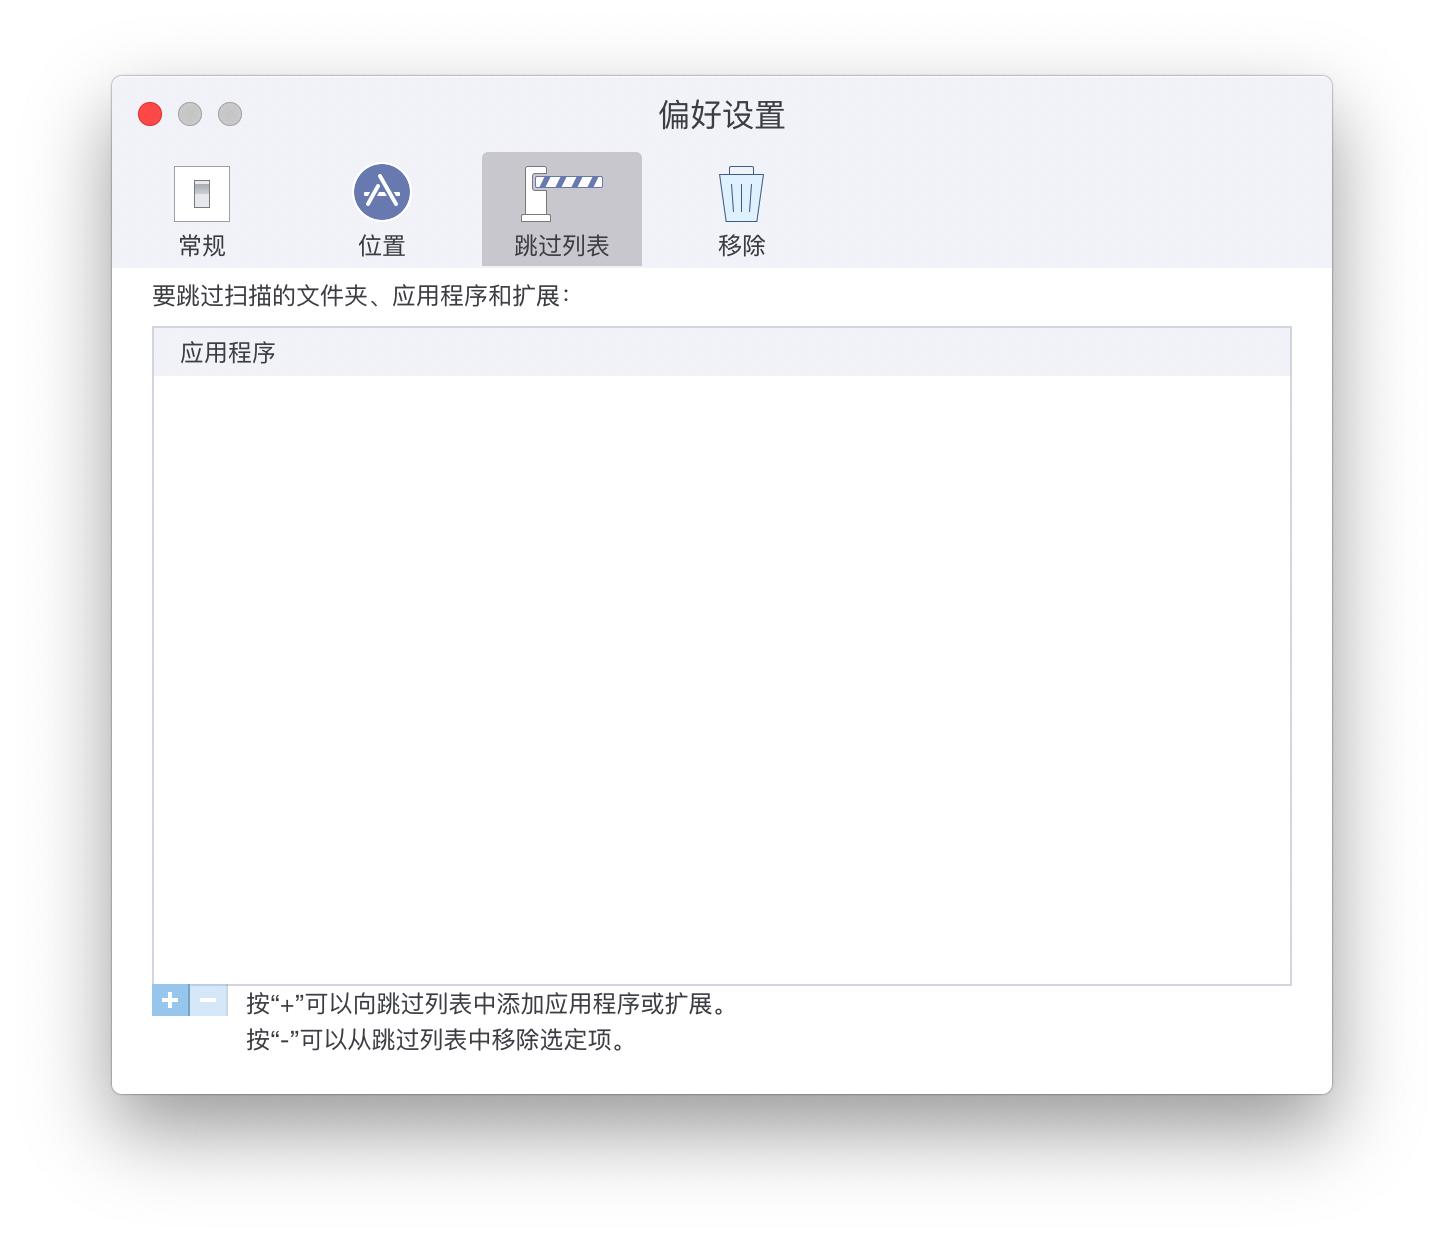 偏好设置
常规
位置
跳过列表
移除
要跳过扫描的文件夹、应用程序和扩展：
应用程序
按“+”可以向跳过列表中添加应用程序或扩展。
按“-”可以从跳过列表中移除选定项。